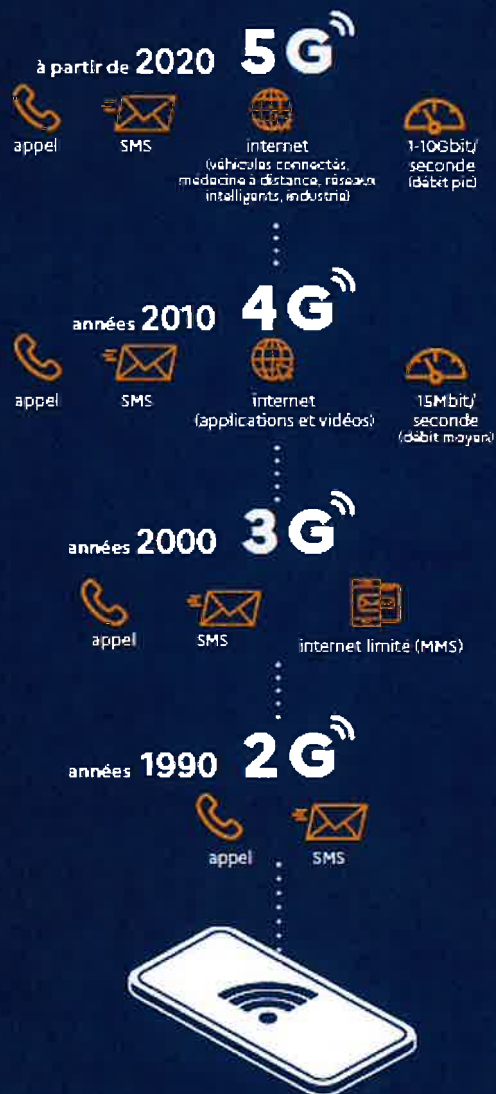 à partir de 2020 5G
appel
SMS
internet
(véhicules connectés,
médecine à distance, réseaux
intelligents, industrie)
1-10Gbit/
seconde
(débit pic)
années 2010 4G
appel
SMS
internet
(applications et vidéos)
15Mbit/
seconde
(débit moyen)
années 2000 3G
appel
SMS
internet limité (MMS)
années 1990 2G
appel
SMS